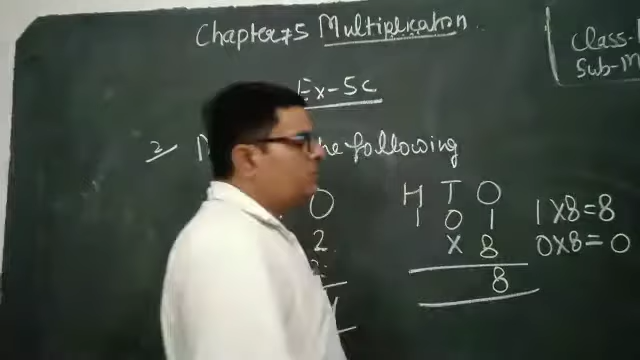 Chapter 5 Multiplication
Class-
Sub-M
Ex-5C
2 he following
O
2
H T O
1 0 1
x 8
8
1x8=8
0x8=0